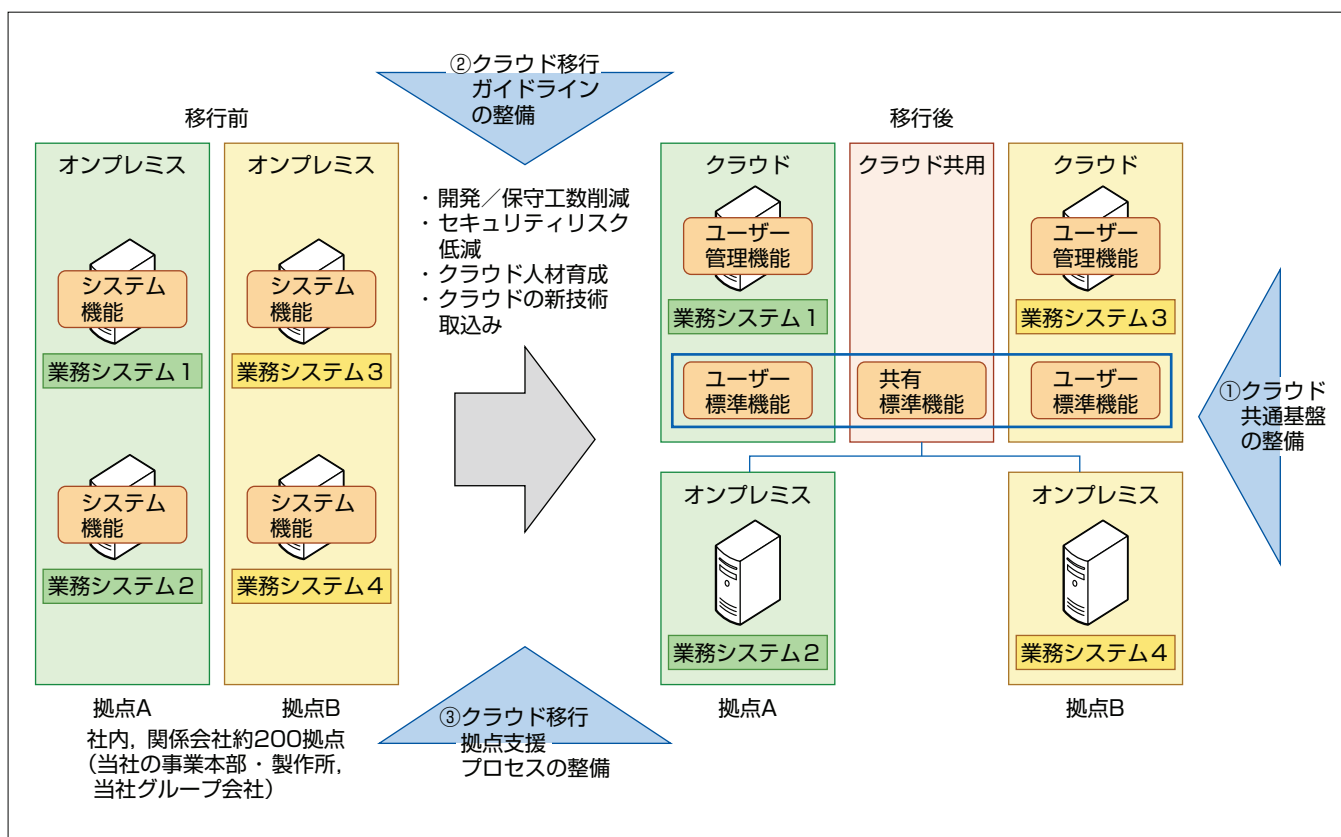 移行前
オンプレミス
システム
機能
業務システム1
システム
機能
業務システム2
拠点A
オンプレミス
システム
機能
業務システム3
システム
機能
業務システム4
拠点B
社内,関係会社約200拠点
(当社の事業本部・製作所,
当社グループ会社)
②クラウド移行
ガイドライン
の整備
・開発/保守工数削減
・セキュリティリスク
低減
・クラウド人材育成
・クラウドの新技術
取込み
③クラウド移行
拠点支援
プロセスの整備
移行後
クラウド
ユーザー
管理機能
業務システム1
ユーザー
標準機能
クラウド共用
共有
標準機能
クラウド
ユーザー
管理機能
業務システム3
ユーザー
標準機能
オンプレミス
業務システム2
拠点A
オンプレミス
業務システム4
拠点B
①クラウド
共通基盤
の整備